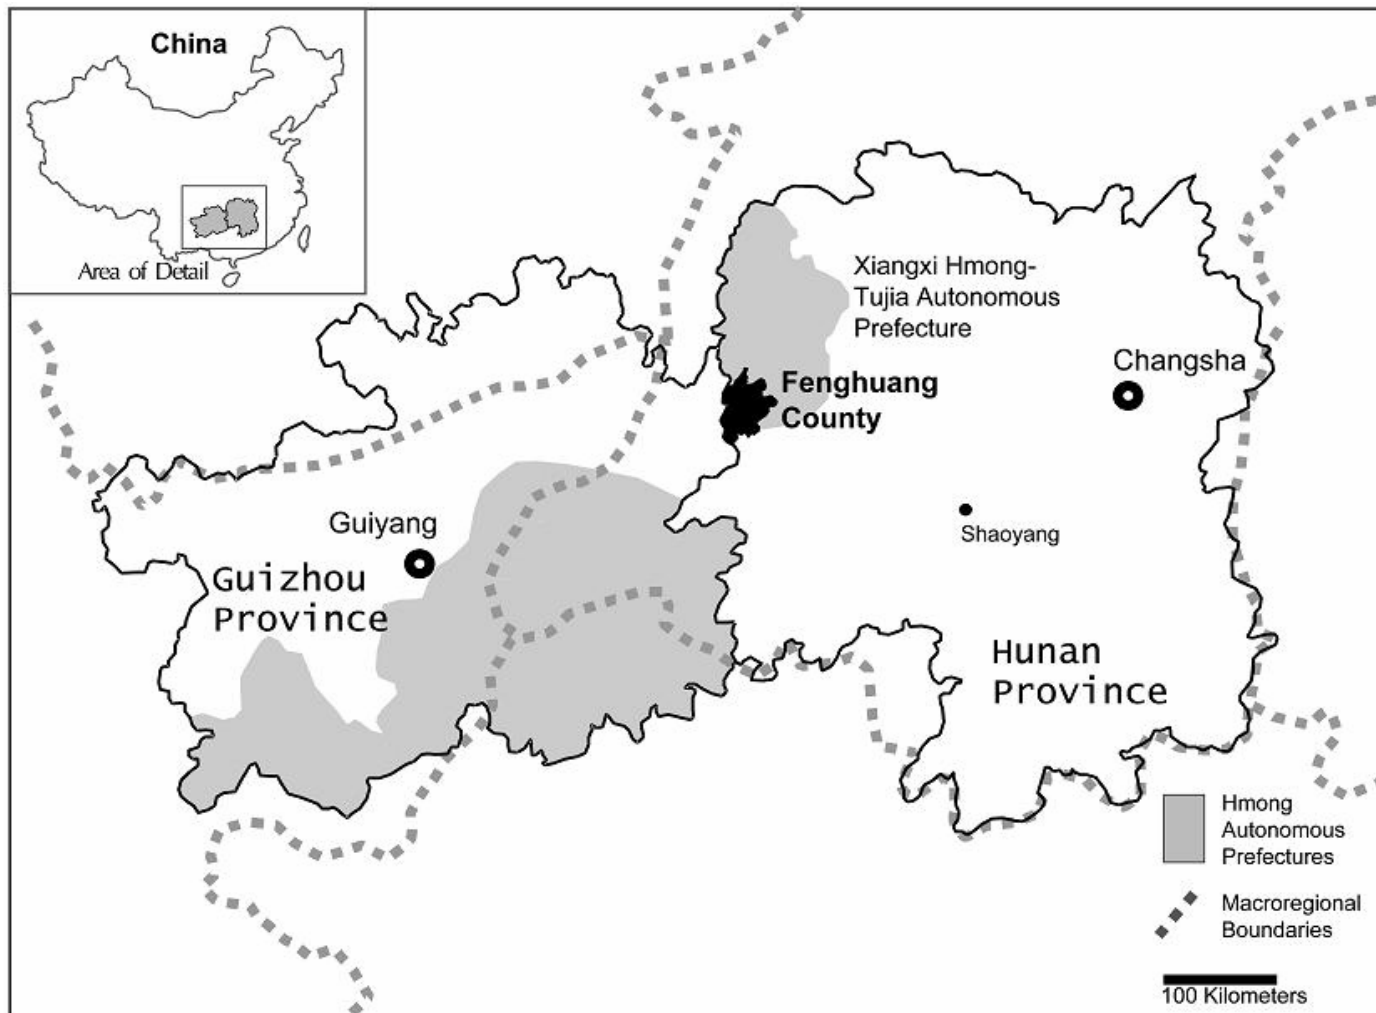 China
Area of Detail
Xiangxi Hmong-
Tujia Autonomous
Prefecture
Changsha
Fenghuang
County
Guiyang
Shaoyang
Guizhou
Province
Hunan
Province
Hmong
Autonomous
Prefectures
Macroregional
Boundaries
100 Kilometers